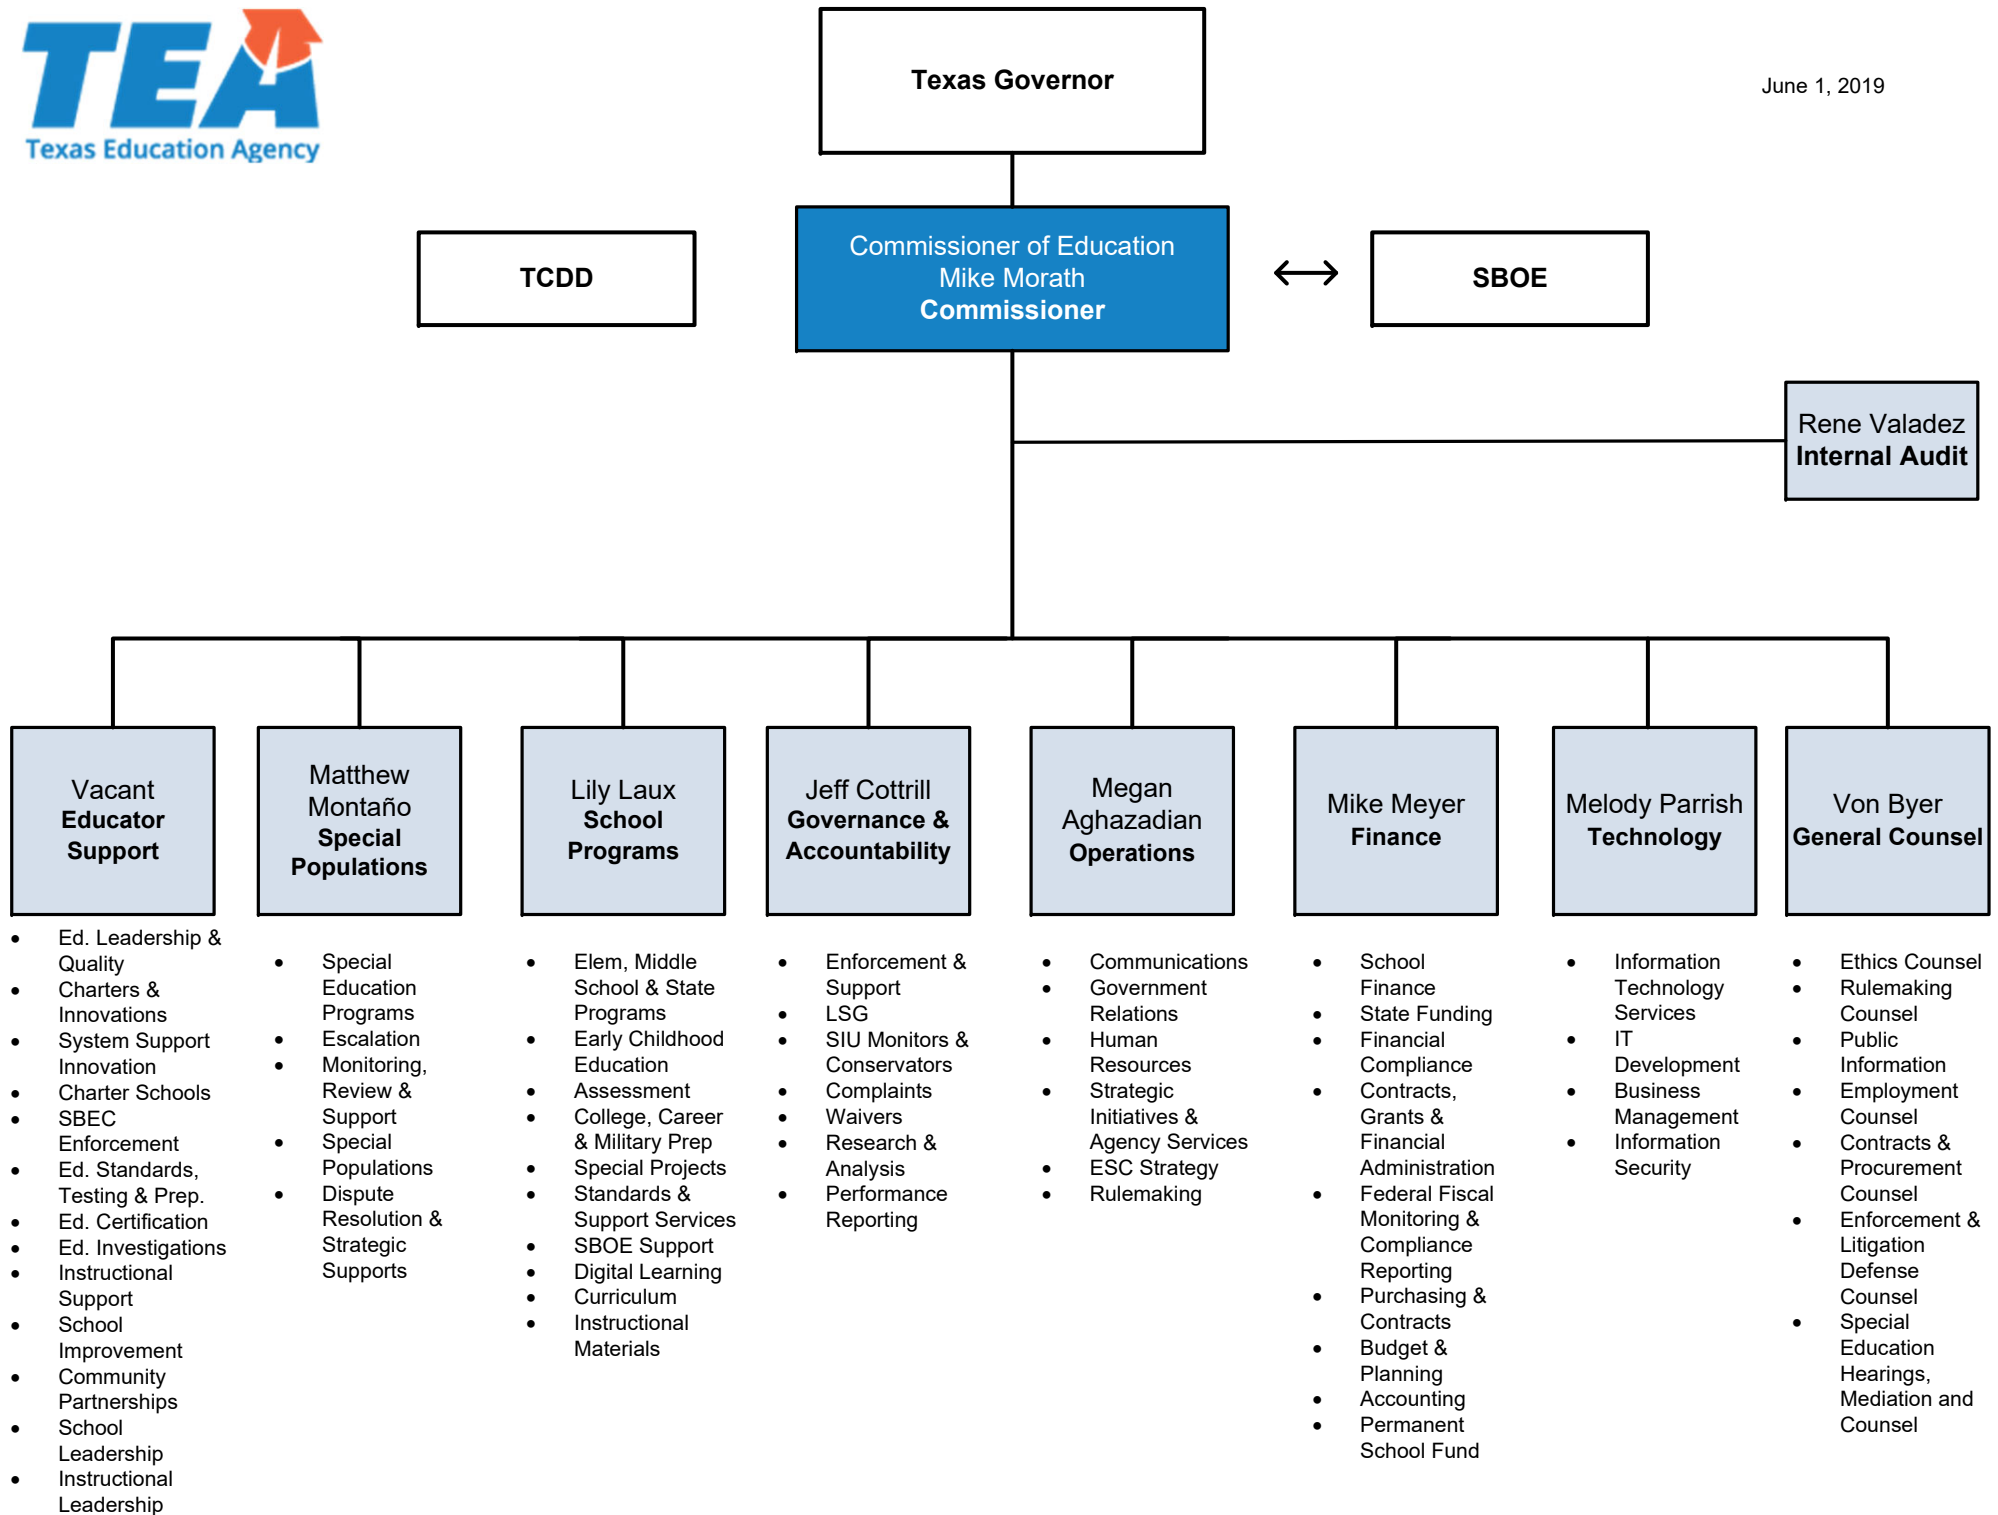 TEA
Texas Education Agency
Texas Governor
June 1, 2019
TCDD
Commissioner of Education
Mike Morath
Commissioner
SBOE
Rene Valadez
Internal Audit
Vacant
Educator
Support
• Ed. Leadership &
Quality
• Charters &
Innovations
• System Support
Innovation
• Charter Schools
• SBEC
Enforcement
• Ed. Standards,
Testing & Prep.
• Ed. Certification
• Ed. Investigations
• Instructional
Support
• School
Improvement
• Community
Partnerships
• School
Leadership
• Instructional
Leadership
Matthew
Montaño
Special
Populations
• Special
Education
Programs
• Escalation
• Monitoring,
Review &
Support
• Special
Populations
• Dispute
Resolution &
Strategic
Supports
Lily Laux
School
Programs
• Elem, Middle
School & State
Programs
• Early Childhood
Education
• Assessment
• College, Career
& Military Prep
• Special Projects
• Standards &
Support Services
• SBOE Support
• Digital Learning
• Curriculum
• Instructional
Materials
Jeff Cottrill
Governance &
Accountability
• Enforcement &
Support
• LSG
• SIU Monitors &
Conservators
• Complaints
• Waivers
• Research &
Analysis
• Performance
Reporting
Megan
Aghazadian
Operations
• Communications
• Government
Relations
• Human
Resources
• Strategic
Initiatives &
Agency Services
• ESC Strategy
• Rulemaking
Mike Meyer
Finance
• School
Finance
• State Funding
• Financial
Compliance
• Contracts,
Grants &
Financial
Administration
• Federal Fiscal
Monitoring &
Compliance
Reporting
• Purchasing &
Contracts
• Budget &
Planning
• Accounting
• Permanent
School Fund
Melody Parrish
Technology
• Information
Technology
Services
• IT
Development
• Business
Management
• Information
Security
Von Byer
General Counsel
• Ethics Counsel
• Rulemaking
Counsel
• Public
Information
• Employment
Counsel
• Contracts &
Procurement
Counsel
• Enforcement &
Litigation
Defense
Counsel
• Special
Education
Hearings,
Mediation and
Counsel